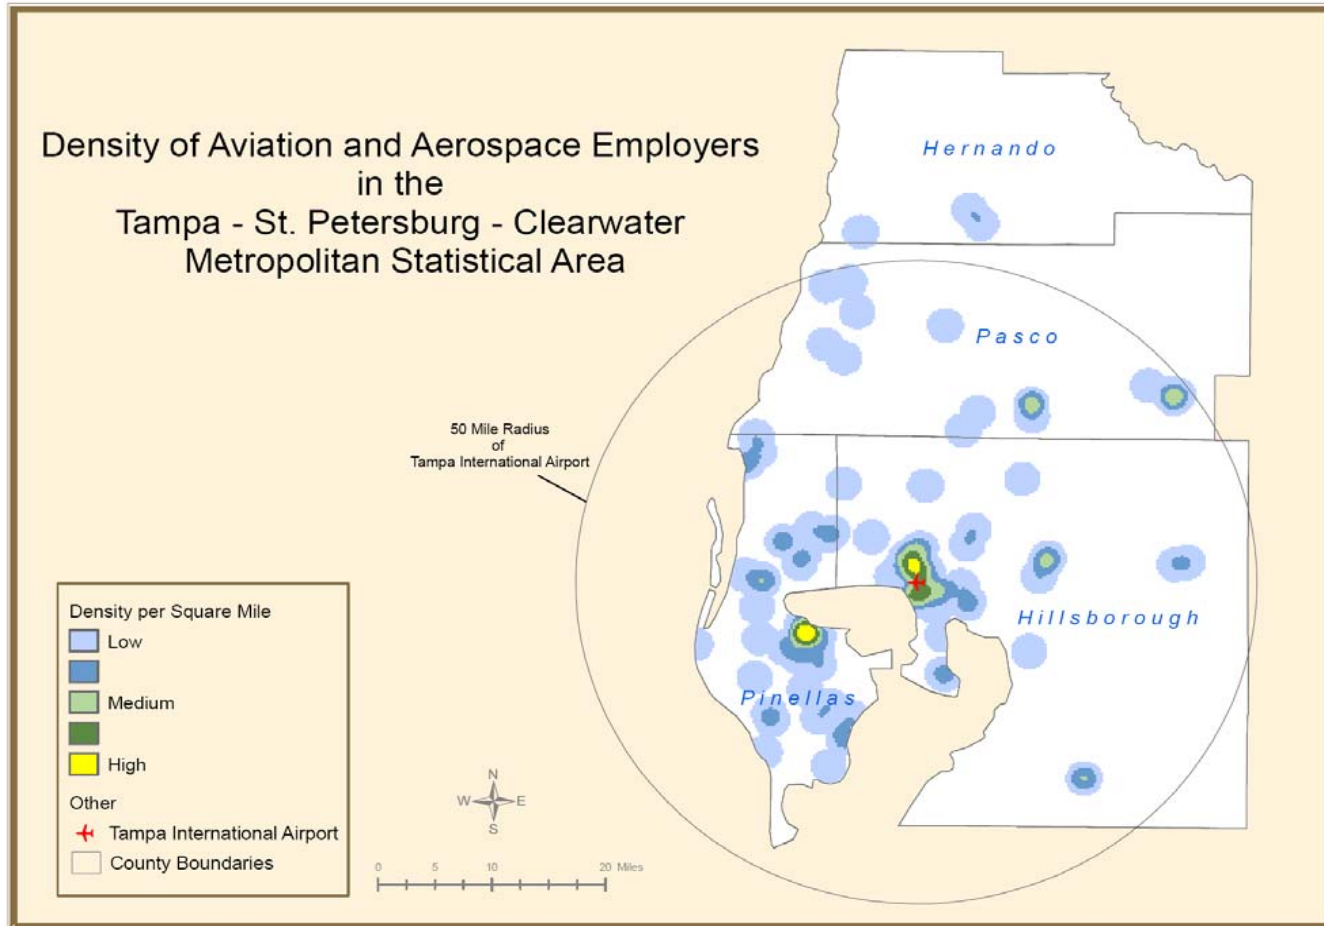 Density of Aviation and Aerospace Employers
in the
Tampa - St. Petersburg - Clearwater
Metropolitan Statistical Area
Hernando
Pasco
50 Mile Radius
of
Tampa International Airport
Hillsborough
Pinellas
Density per Square Mile
Low
Medium
High
Other
Tampa International Airport
County Boundaries
N
W E
S
0 5 10 20 Miles